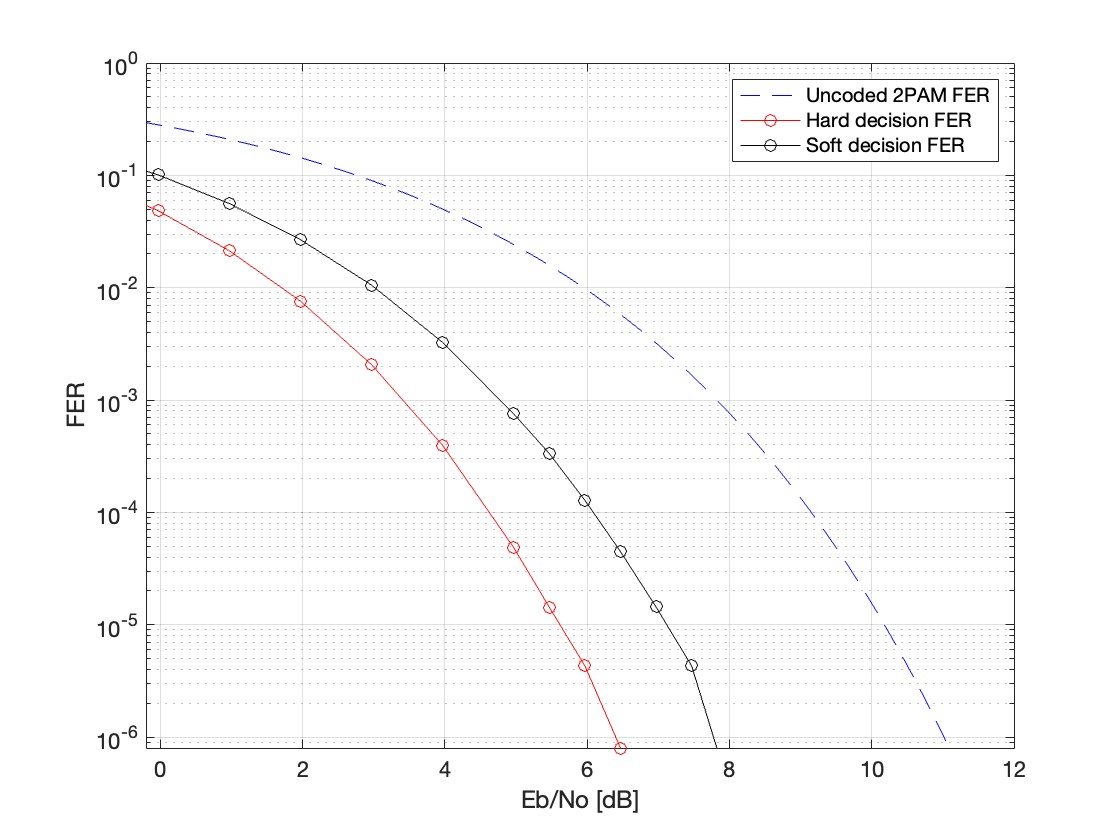 10^0
10^-1
10^-2
10^-3
10^-4
10^-5
10^-6
FER
0 2 4 6 8 10 12
Eb/No [dB]
Uncoded 2PAM FER
Hard decision FER
Soft decision FER